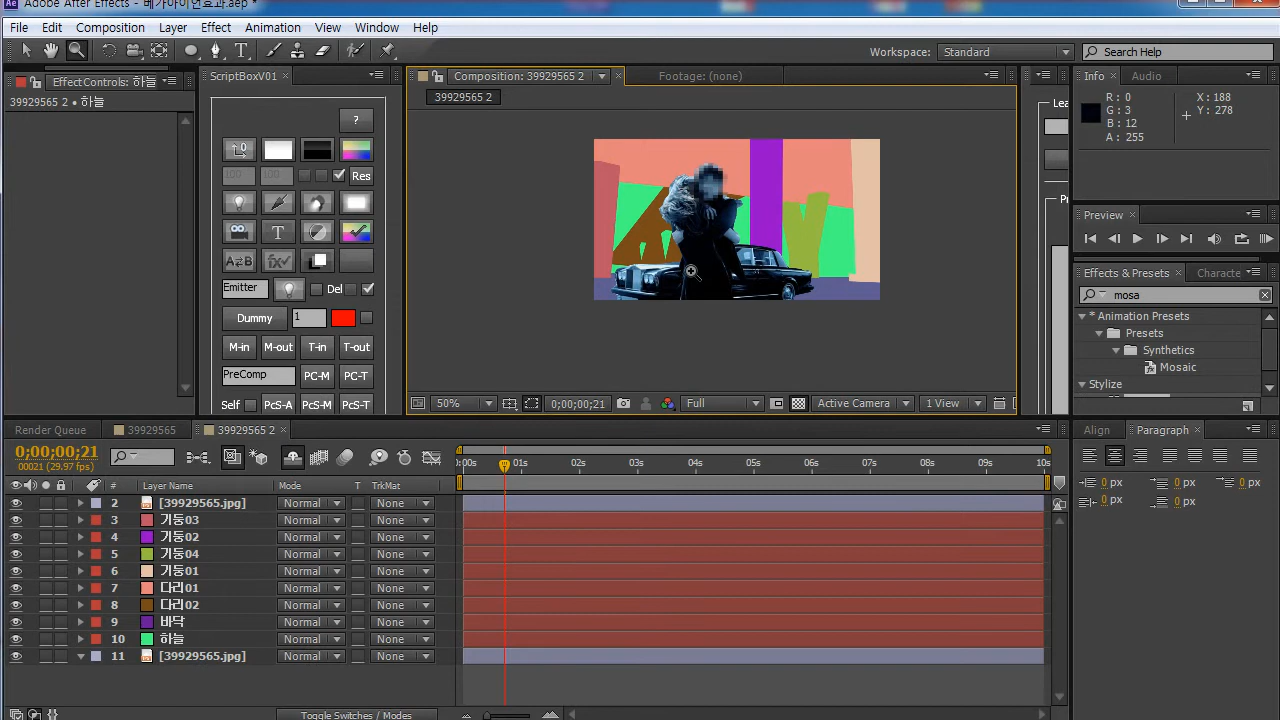 Adobe After Effects - 베가아이언효과.aep *
File Edit Composition Layer Effect Animation View Window Help
Workspace: Standard Search Help
Effect Controls: 하늘
39929565 2 • 하늘
ScriptBoxV01
?
100 100 Res
T
A↔B fx
Emitter Del
Dummy 1
M-in M-out T-in T-out
PreComp PC-M PC-T
Self PcS-A PcS-M PcS-T
Composition: 39929565 2 Footage: (none)
39929565 2
50% 0;00;00;21 Full Active Camera 1 View
Lea
Pr
Info Audio
R: 0 X: 188
G: 3 Y: 278
B: 12
A: 255
Preview
Effects & Presets Characte
mosa
* Animation Presets
Presets
Synthetics
Mosaic
Stylize
Align Paragraph
0 px 0 px 0 px
0 px 0 px
Render Queue 39929565 39929565 2
0;00;00;21
00021 (29.97 fps)
:00s 01s 02s 03s 04s 05s 06s 07s 08s 09s 10s
# Layer Name Mode T TrkMat
2 [39929565.jpg] Normal None
3 기둥03 Normal None
4 기둥02 Normal None
5 기둥04 Normal None
6 기둥01 Normal None
7 다리01 Normal None
8 다리02 Normal None
9 바닥 Normal None
10 하늘 Normal None
11 [39929565.jpg] Normal None
Toggle Switches / Modes